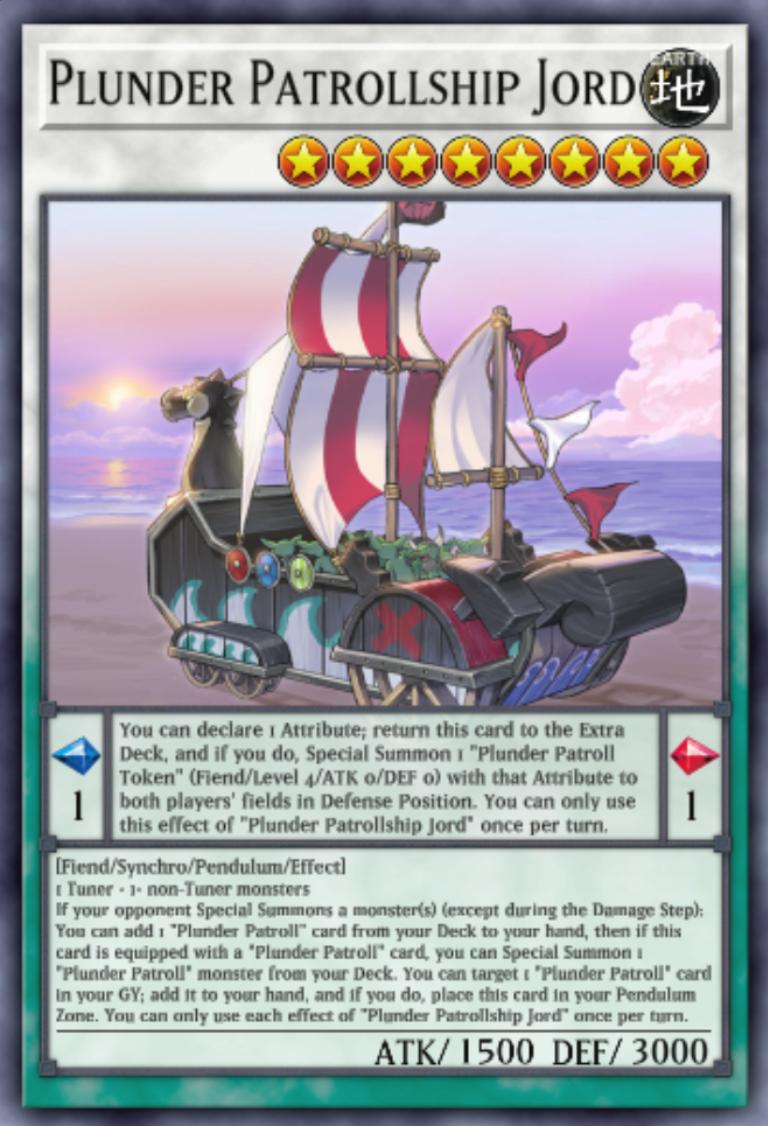 Plunder Patrollship Jord
EARTH
地
You can declare 1 Attribute; return this card to the Extra
Deck, and if you do, Special Summon 1 "Plunder Patroll
Token" (Fiend/Level 4/ATK 0/DEF 0) with that Attribute to
both players' fields in Defense Position. You can only use
this effect of "Plunder Patrollship Jord" once per turn.
1
1
[Fiend/Synchro/Pendulum/Effect]
1 Tuner + 1+ non-Tuner monsters
If your opponent Special Summons a monster(s) (except during the Damage Step):
You can add 1 "Plunder Patroll" card from your Deck to your hand, then if this
card is equipped with a "Plunder Patroll" card, you can Special Summon 1
"Plunder Patroll" monster from your Deck. You can target 1 "Plunder Patroll" card
in your GY; add it to your hand, and if you do, place this card in your Pendulum
Zone. You can only use each effect of "Plunder Patrollship Jord" once per turn.
ATK/ 1500 DEF/ 3000